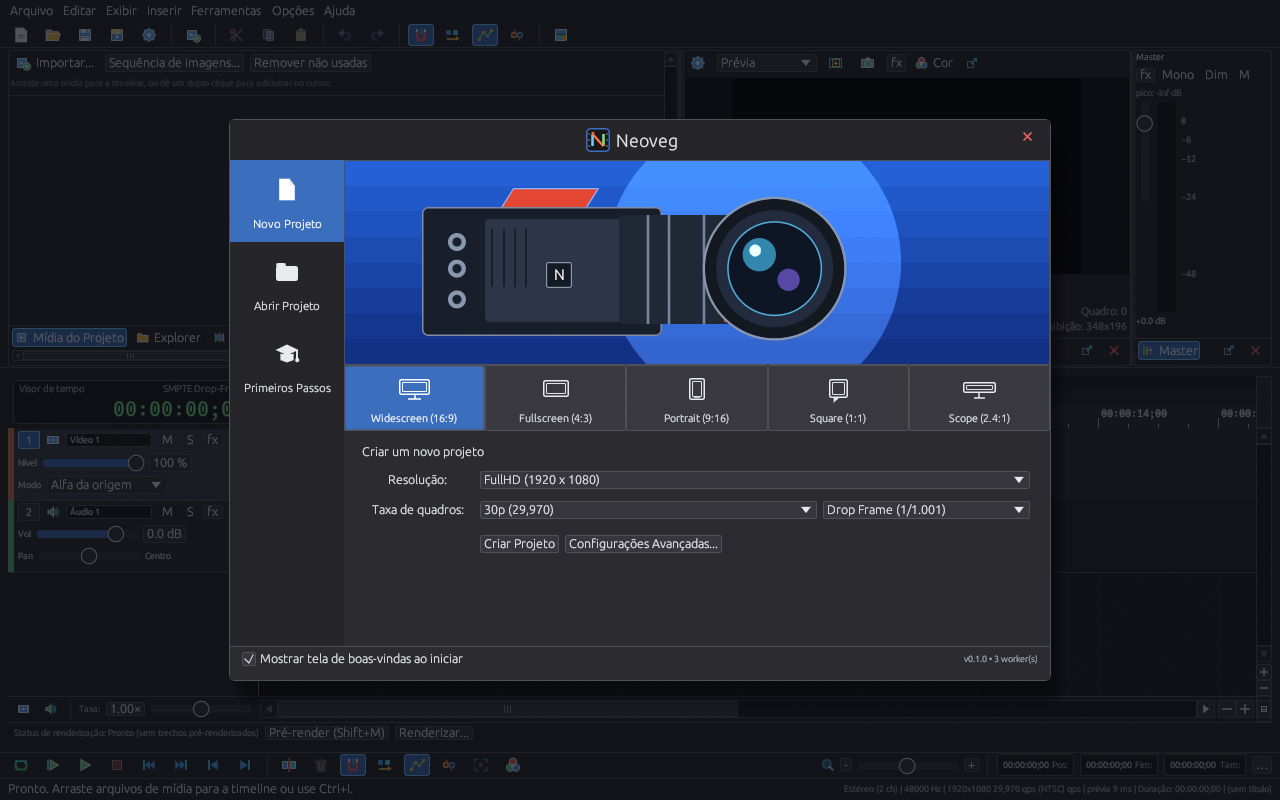 Arquivo Editar Exibir Inserir Ferramentas Opções Ajuda
Importar... Sequência de imagens... Remover não usadas
Arraste uma mídia para a timeline, ou dê um duplo clique para adicionar no cursor.
Prévia fx Cor
Master
fx Mono Dim M
pico: -inf dB
8
-6
-12
-24
-48
+0.0 dB
Quadro: 0
348x196
Mídia do Projeto Explorer
Master
Neoveg
Novo Projeto
Abrir Projeto
Primeiros Passos
N
Widescreen (16:9) Fullscreen (4:3) Portrait (9:16) Square (1:1) Scope (2.4:1)
Criar um novo projeto
Resolução: FullHD (1920 x 1080)
Taxa de quadros: 30p (29,970) Drop Frame (1/1.001)
Criar Projeto Configurações Avançadas...
Mostrar tela de boas-vindas ao iniciar
v0.1.0 • 3 worker(s)
Visor de tempo SMPTE Drop-Fr
00:00:00;0
00:00:14;00 00:00:
1 Vídeo 1 M S fx
Nível 100 %
Modo Alfa da origem
2 Áudio 1 M S fx
Vol 0.0 dB
Pan Centro
Taxa: 1.00×
Status de renderização: Pronto (sem trechos pré-renderizados) Pré-render (Shift+M) Renderizar...
00:00:00;00 Pos: 00:00:00;00 Fim: 00:00:00;00 Tam: ...
Pronto. Arraste arquivos de mídia para a timeline ou use Ctrl+I.
Estéreo (2 ch) | 48000 Hz | 1920x1080 29,970 qps (NTSC) qps | prévia 9 ms | Duração: 00:00:00;00 | (sem título)